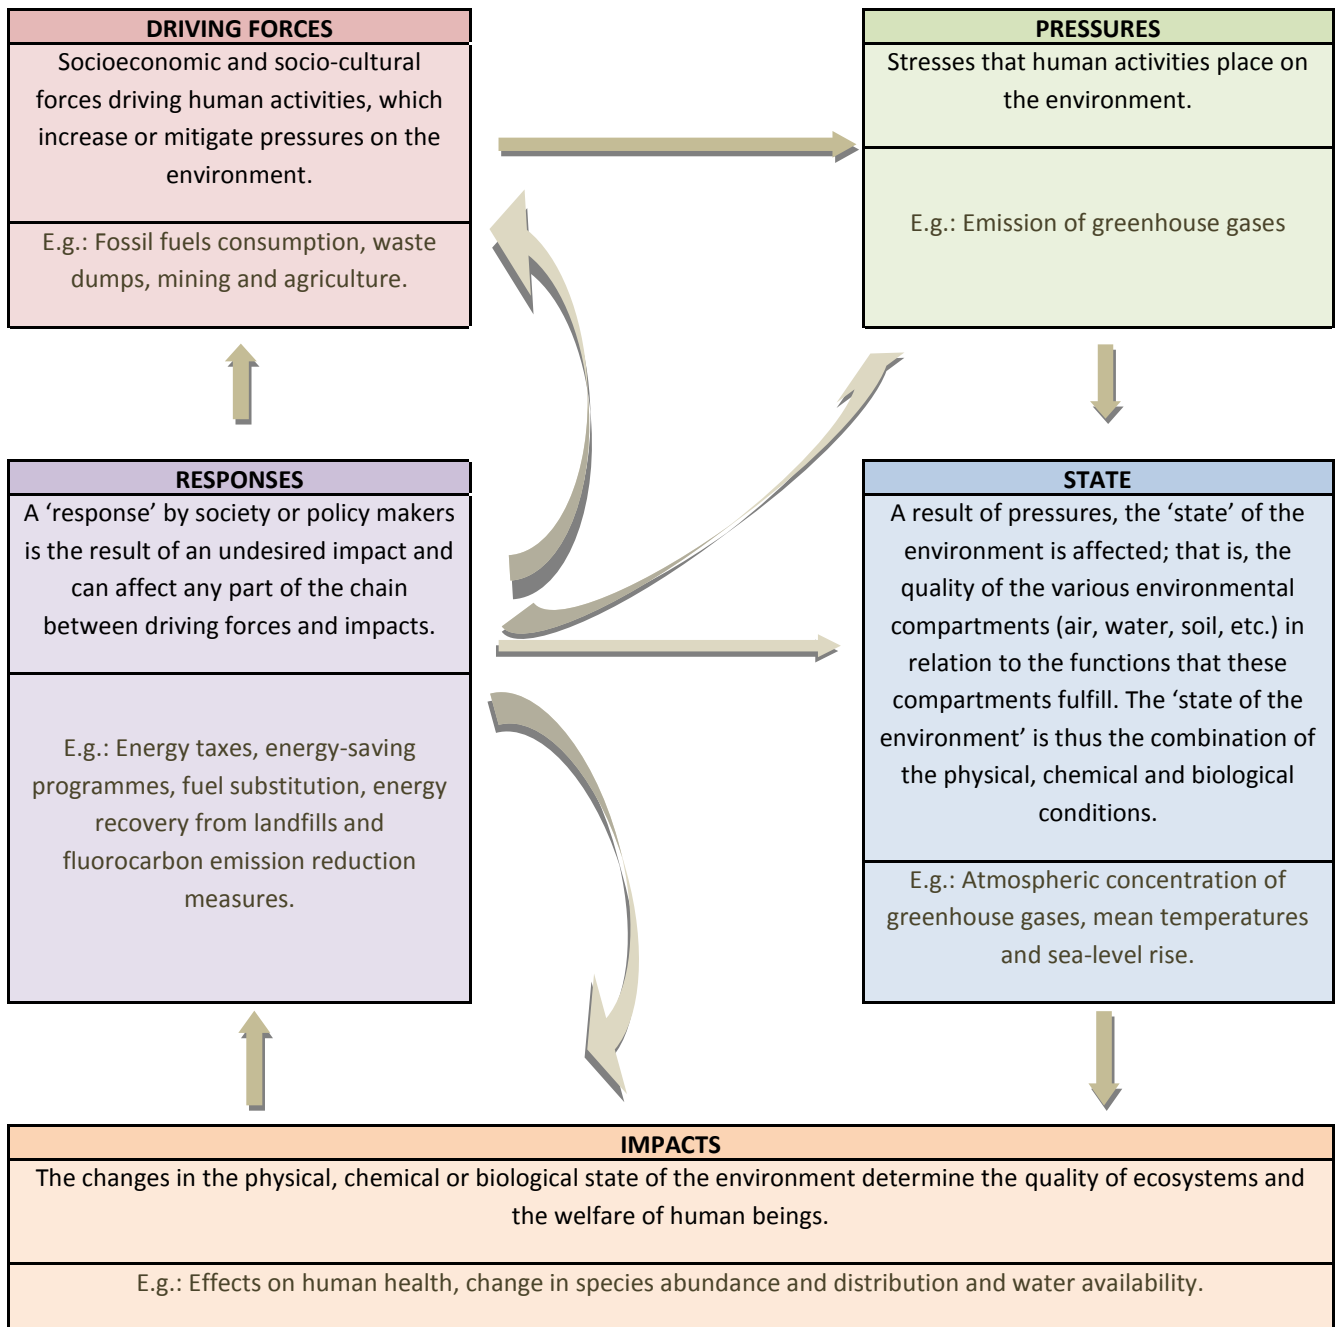 DRIVING FORCES
Socioeconomic and socio-cultural
forces driving human activities, which
increase or mitigate pressures on the
environment.
E.g.: Fossil fuels consumption, waste
dumps, mining and agriculture.
PRESSURES
Stresses that human activities place on
the environment.
E.g.: Emission of greenhouse gases
RESPONSES
A ‘response’ by society or policy makers
is the result of an undesired impact and
can affect any part of the chain
between driving forces and impacts.
E.g.: Energy taxes, energy-saving
programmes, fuel substitution, energy
recovery from landfills and
fluorocarbon emission reduction
measures.
STATE
A result of pressures, the ‘state’ of the
environment is affected; that is, the
quality of the various environmental
compartments (air, water, soil, etc.) in
relation to the functions that these
compartments fulfill. The ‘state of the
environment’ is thus the combination of
the physical, chemical and biological
conditions.
E.g.: Atmospheric concentration of
greenhouse gases, mean temperatures
and sea-level rise.
IMPACTS
The changes in the physical, chemical or biological state of the environment determine the quality of ecosystems and
the welfare of human beings.
E.g.: Effects on human health, change in species abundance and distribution and water availability.